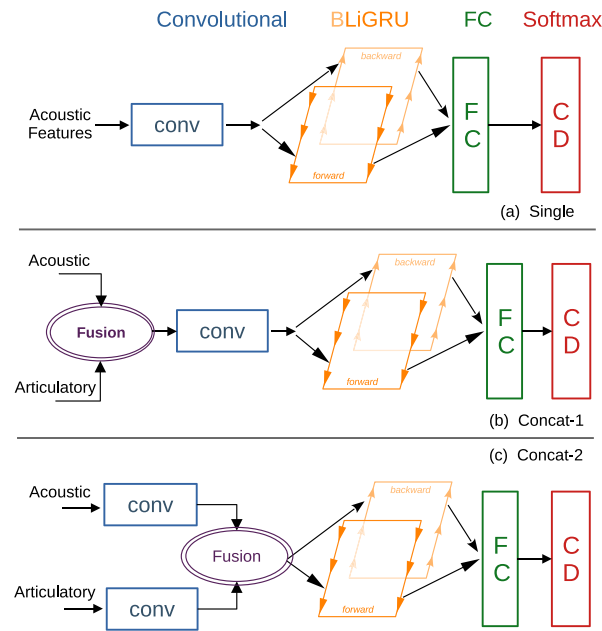 Convolutional BLiGRU FC Softmax
backward
Acoustic
Features
conv
F
C
C
D
forward
(a) Single
Acoustic
backward
Fusion
conv
F
C
C
D
Articulatory
forward
(b) Concat-1
(c) Concat-2
Acoustic
conv
backward
Fusion
F
C
C
D
Articulatory
conv
forward